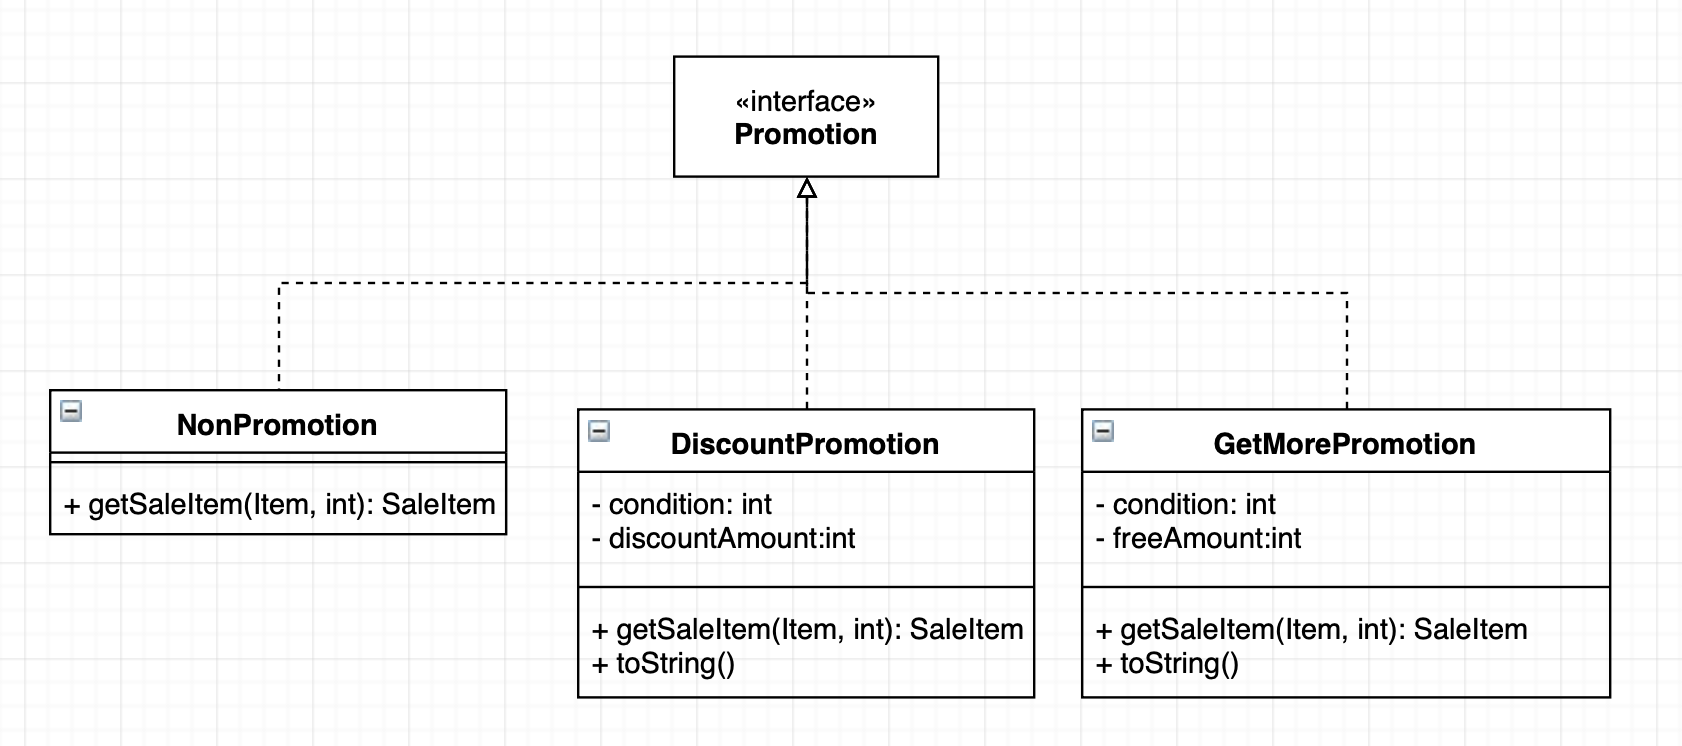 «interface»
Promotion
NonPromotion
+ getSaleItem(Item, int): SaleItem
DiscountPromotion
- condition: int
- discountAmount:int
+ getSaleItem(Item, int): SaleItem
+ toString()
GetMorePromotion
- condition: int
- freeAmount:int
+ getSaleItem(Item, int): SaleItem
+ toString()